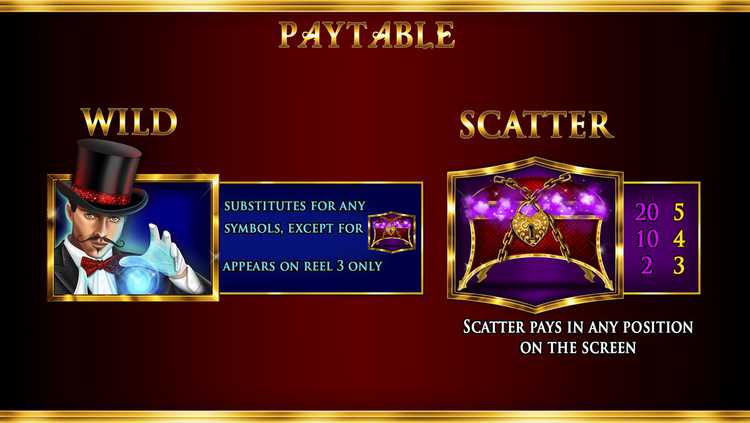 PAYTABLE
WILD
SUBSTITUTES FOR ANY
SYMBOLS, EXCEPT FOR
APPEARS ON REEL 3 ONLY
SCATTER
20 5
10 4
2 3
SCATTER PAYS IN ANY POSITION
ON THE SCREEN